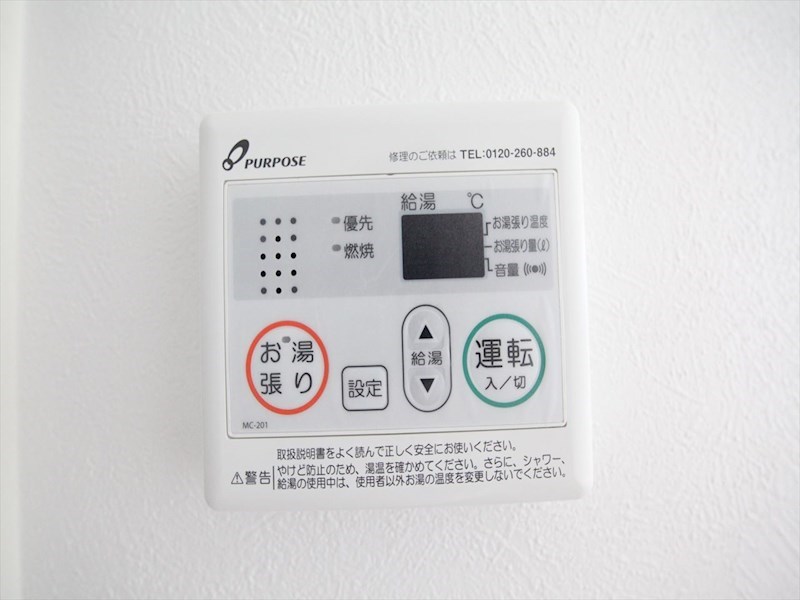 PURPOSE
修理のご依頼は TEL:0120-260-884
給湯 ℃
優先
燃焼
お湯張り温度
お湯張り量(ℓ)
音量
お湯
張り
設定
▲
給湯
▼
運転
入／切
MC-201
取扱説明書をよく読んで正しく安全にお使いください。
⚠警告
やけど防止のため、湯温を確かめてください。さらに、シャワー、
給湯の使用中は、使用者以外お湯の温度を変更しないでください。